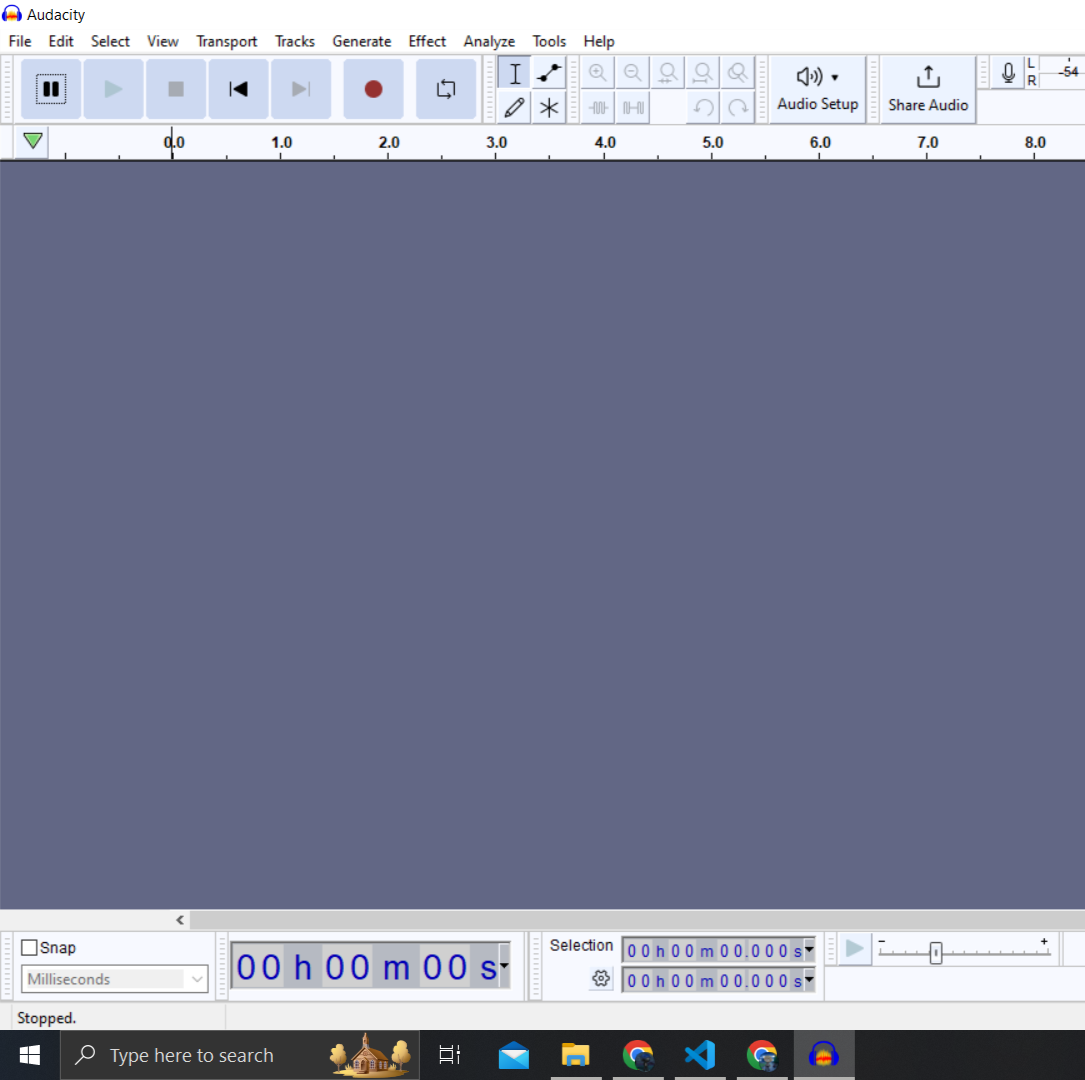 Audacity
File Edit Select View Transport Tracks Generate Effect Analyze Tools Help
Audio Setup
Share Audio
L
R
-54
0.0 1.0 2.0 3.0 4.0 5.0 6.0 7.0 8.0
Snap
Milliseconds
00 h 00 m 00 s
Selection
00 h 00 m 00.000 s
00 h 00 m 00.000 s
- +
Stopped.
Type here to search